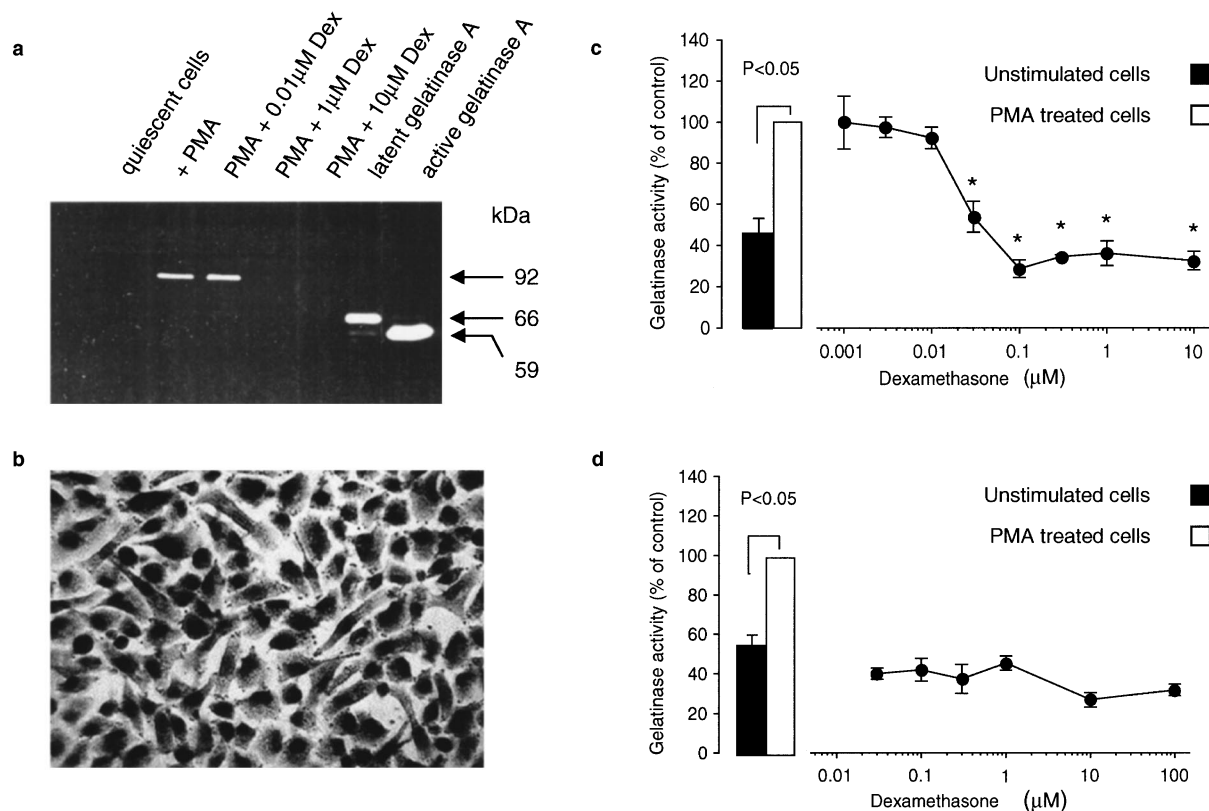 a
quiescent cells
+ PMA
PMA + 0.01µM Dex
PMA + 1µM Dex
PMA + 10µM Dex
latent gelatinase A
active gelatinase A
kDa
92
66
59
b
c
Gelatinase activity (% of control)
140
120
100
80
60
40
20
0
P<0.05
Unstimulated cells
PMA treated cells
*
*
*
*
*
0.001
0.01
0.1
1
10
Dexamethasone (µM)
d
Gelatinase activity (% of control)
140
120
100
80
60
40
20
0
P<0.05
Unstimulated cells
PMA treated cells
0.01
0.1
1
10
100
Dexamethasone (µM)